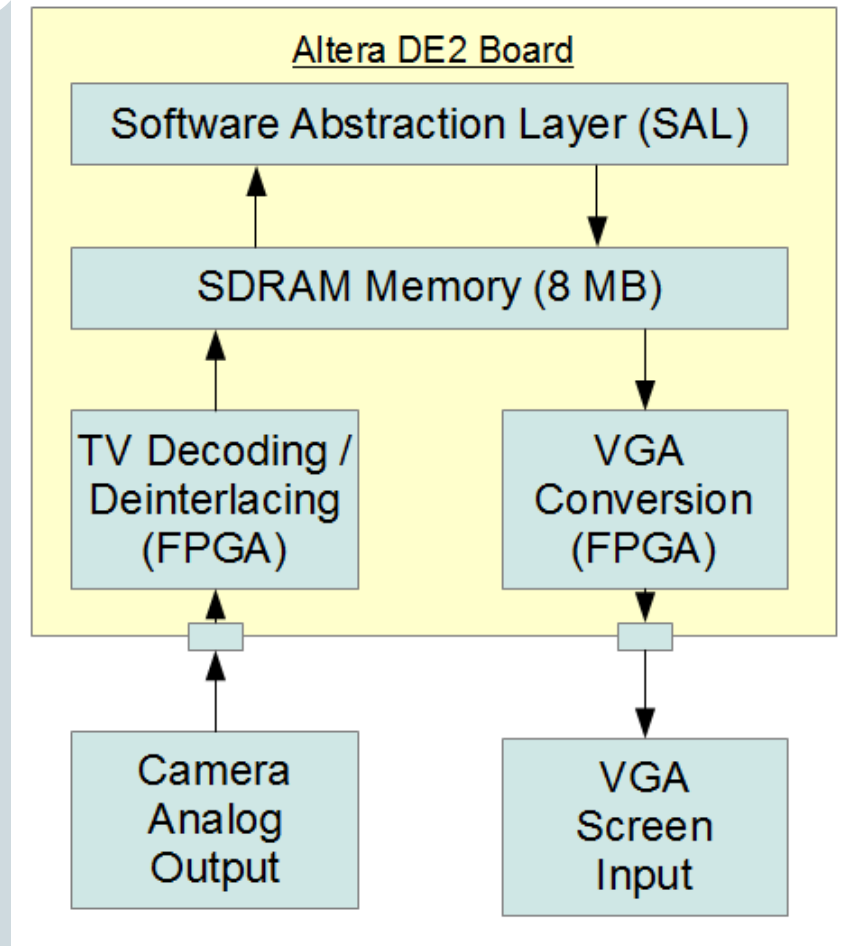 Altera DE2 Board
Software Abstraction Layer (SAL)
SDRAM Memory (8 MB)
TV Decoding /
Deinterlacing
(FPGA)
VGA
Conversion
(FPGA)
Camera
Analog
Output
VGA
Screen
Input